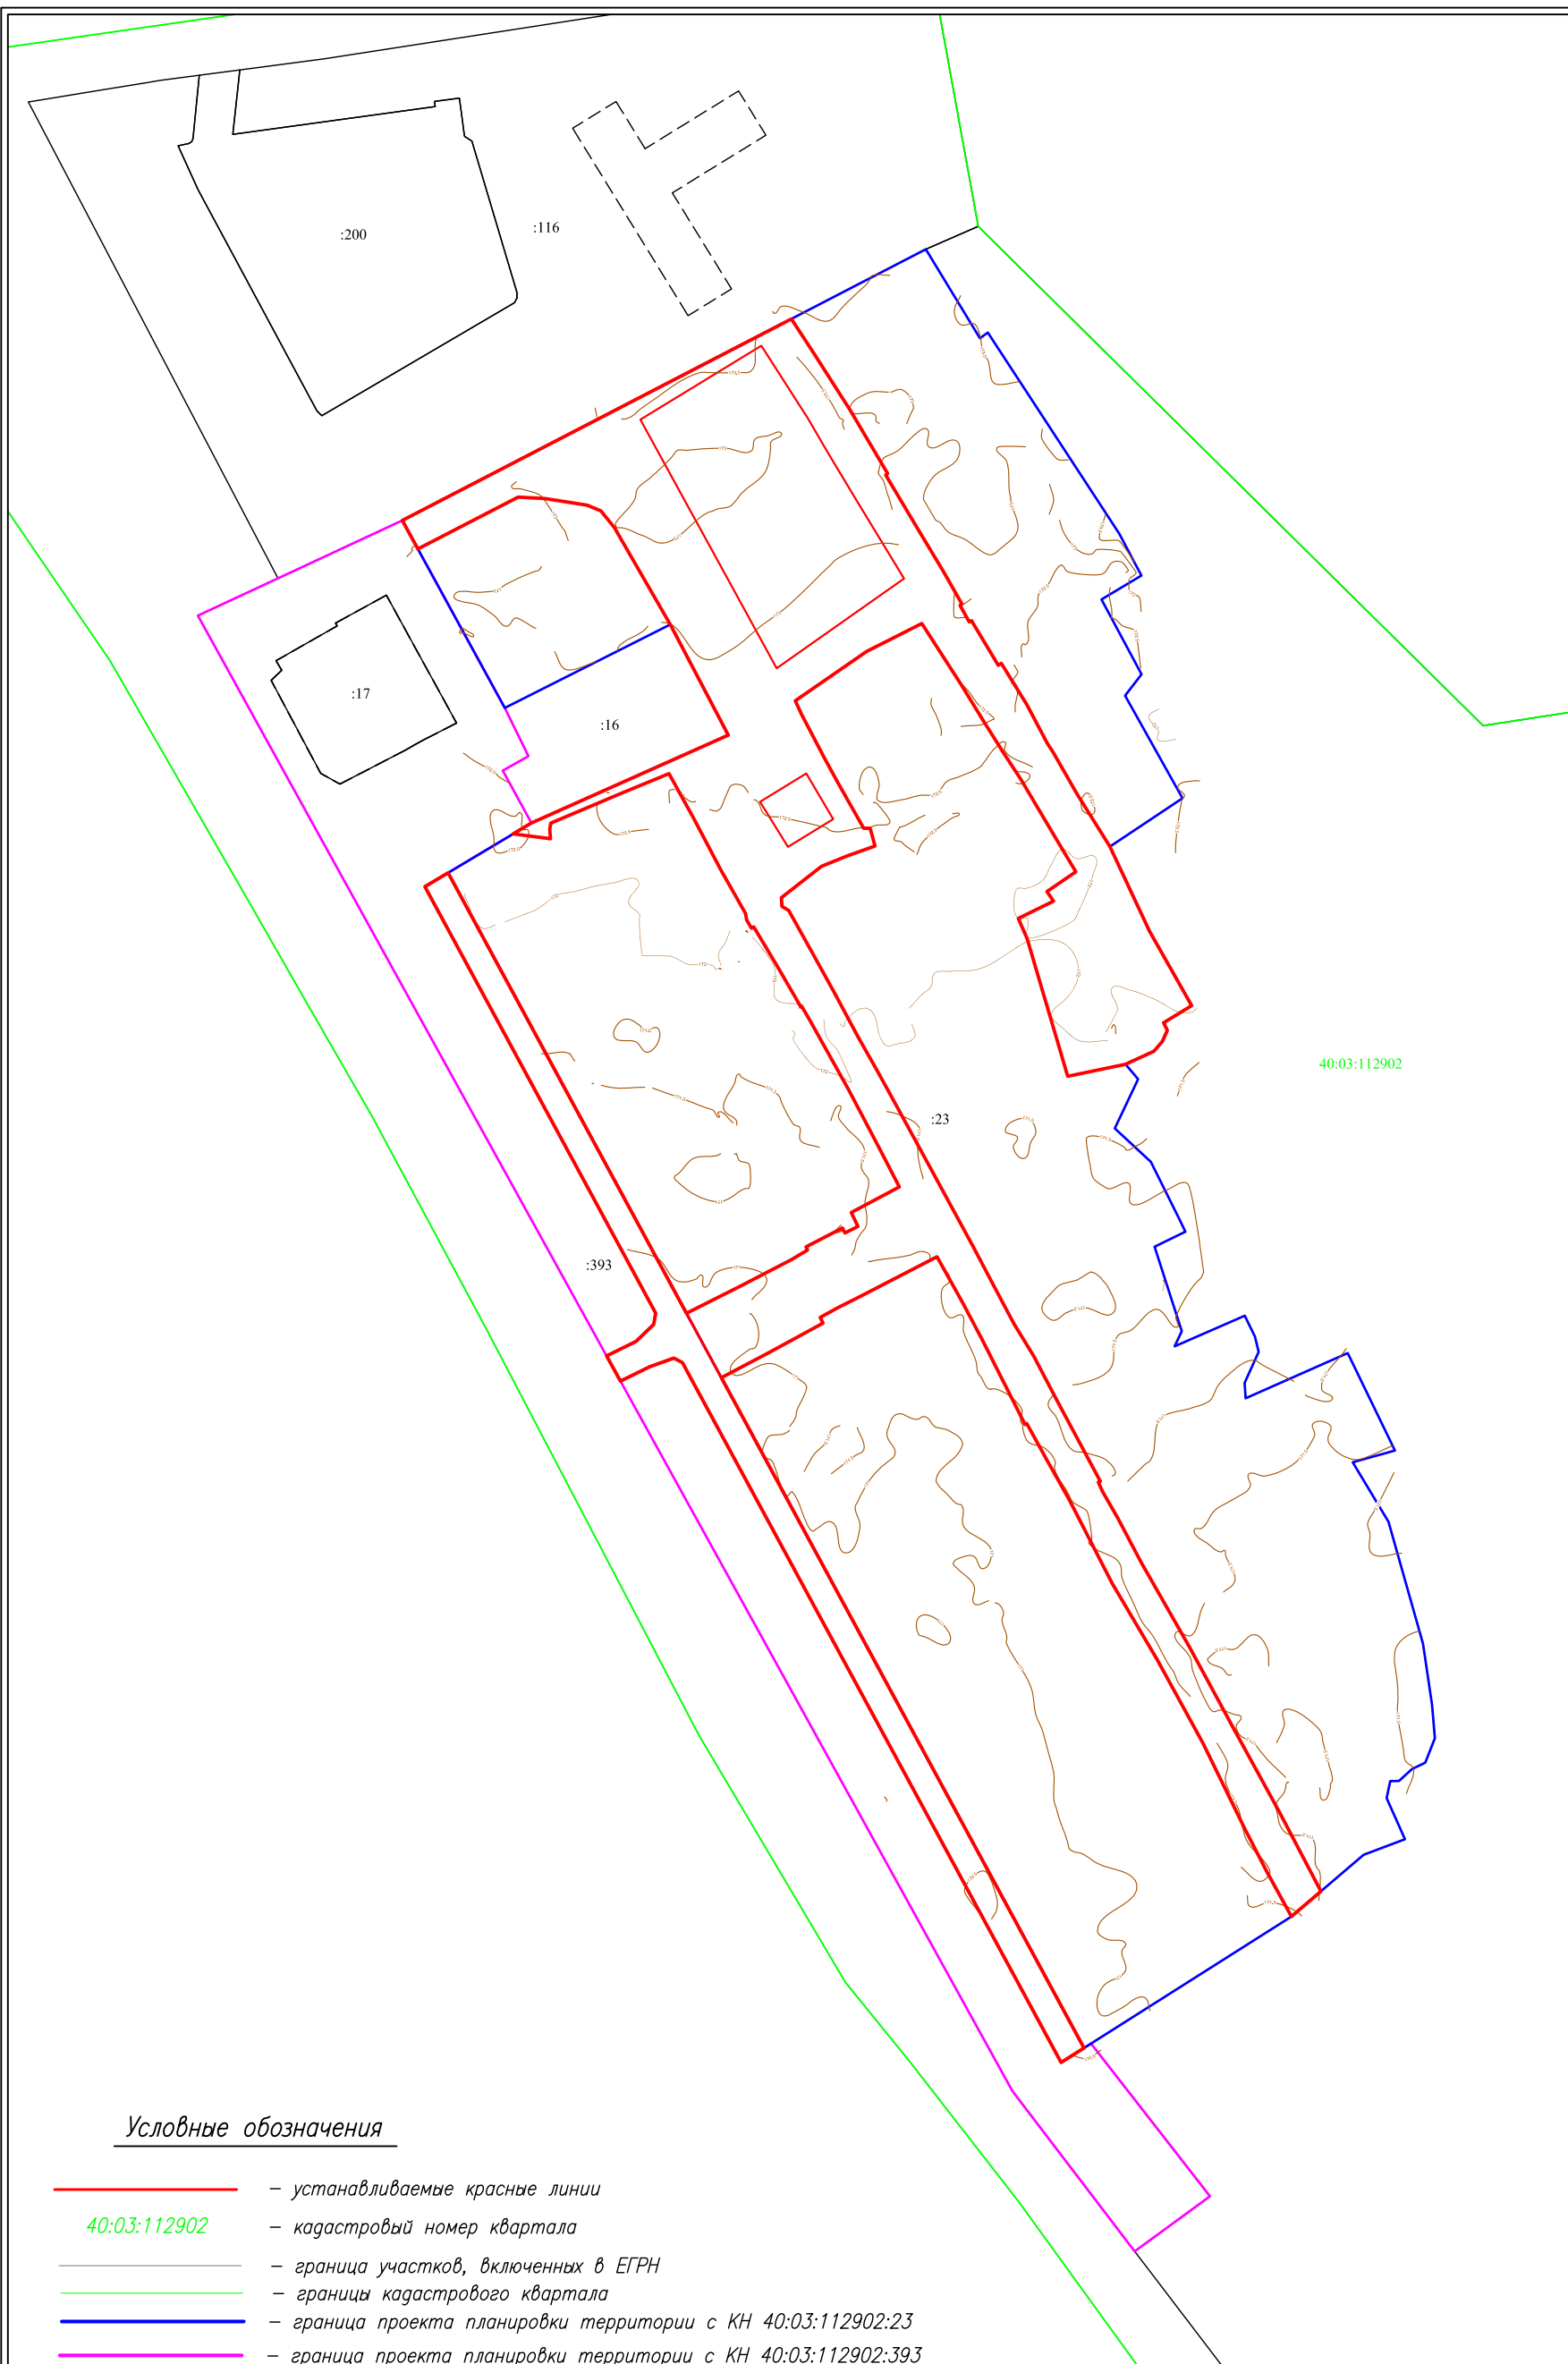 :200
:116
:17
:16
40:03:112902
:23
:393
Условные обозначения
– устанавливаемые красные линии
40:03:112902 – кадастровый номер квартала
– граница участков, включенных в ЕГРН
– границы кадастрового квартала
– граница проекта планировки территории с КН 40:03:112902:23
– граница проекта планировки территории с КН 40:03:112902:393